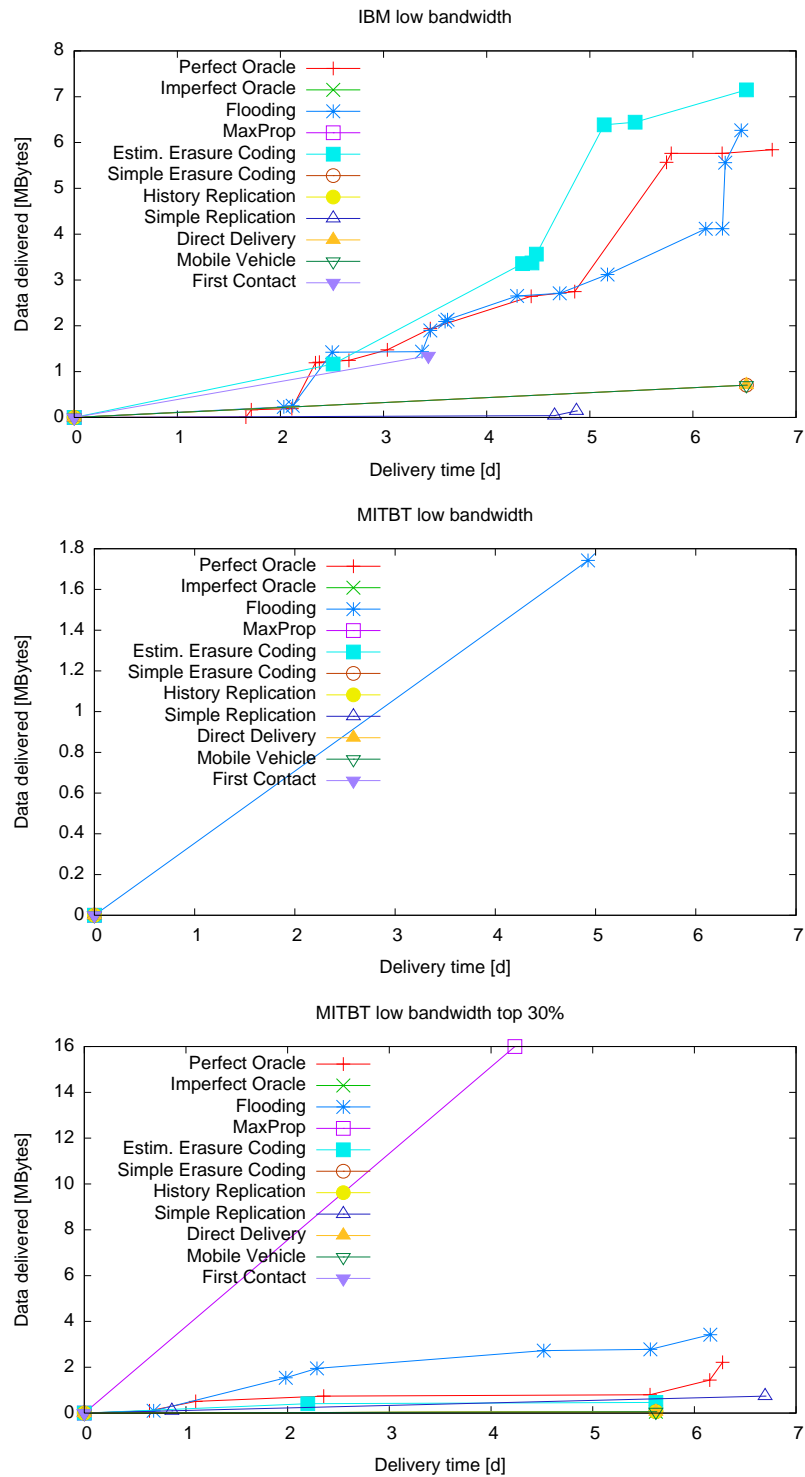 IBM low bandwidth
8
7
6
5
4
3
2
1
0
Data delivered [MBytes]
Perfect Oracle
Imperfect Oracle
Flooding
MaxProp
Estim. Erasure Coding
Simple Erasure Coding
History Replication
Simple Replication
Direct Delivery
Mobile Vehicle
First Contact
0 1 2 3 4 5 6 7
Delivery time [d]
MITBT low bandwidth
1.8
1.6
1.4
1.2
1
0.8
0.6
0.4
0.2
0
Data delivered [MBytes]
Perfect Oracle
Imperfect Oracle
Flooding
MaxProp
Estim. Erasure Coding
Simple Erasure Coding
History Replication
Simple Replication
Direct Delivery
Mobile Vehicle
First Contact
0 1 2 3 4 5 6 7
Delivery time [d]
MITBT low bandwidth top 30%
16
14
12
10
8
6
4
2
0
Data delivered [MBytes]
Perfect Oracle
Imperfect Oracle
Flooding
MaxProp
Estim. Erasure Coding
Simple Erasure Coding
History Replication
Simple Replication
Direct Delivery
Mobile Vehicle
First Contact
0 1 2 3 4 5 6 7
Delivery time [d]